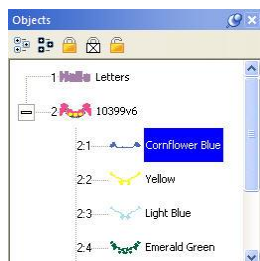 Objects
1 Hello Letters
2 10399v6
2:1 Cornflower Blue
2:2 Yellow
2:3 Light Blue
2:4 Emerald Green